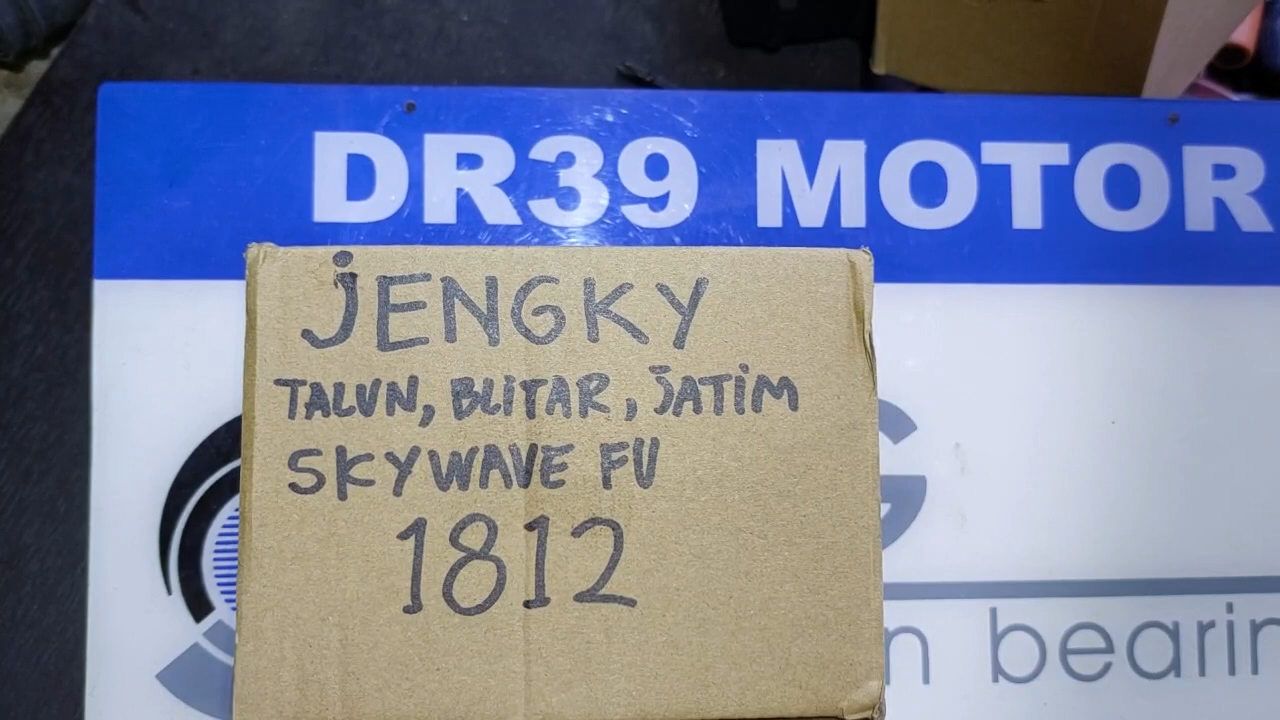 DR39 MOTOR
jENGKY
TALUN, BLITAR, JATiM
SKYWAVE FU
1812
G
n bearin